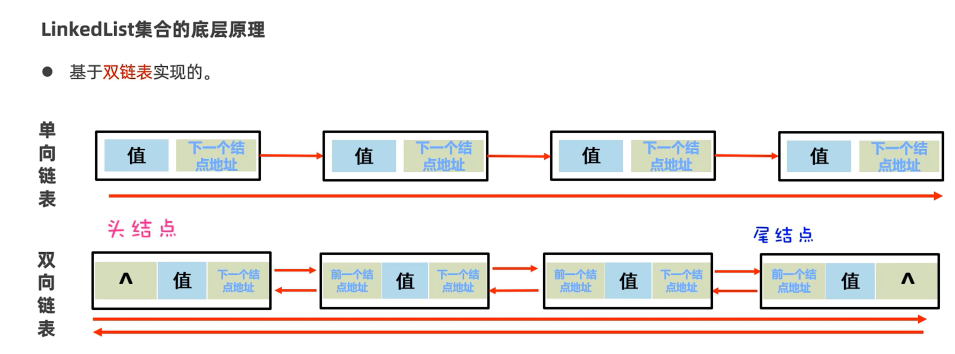 LinkedList集合的底层原理
● 基于双链表实现的。
单向链表
值 下一个结点地址 值 下一个结点地址 值 下一个结点地址 值 下一个结点地址
头结点 尾结点
双向链表
^ 值 下一个结点地址 前一个结点地址 值 下一个结点地址 前一个结点地址 值 下一个结点地址 前一个结点地址 值 ^